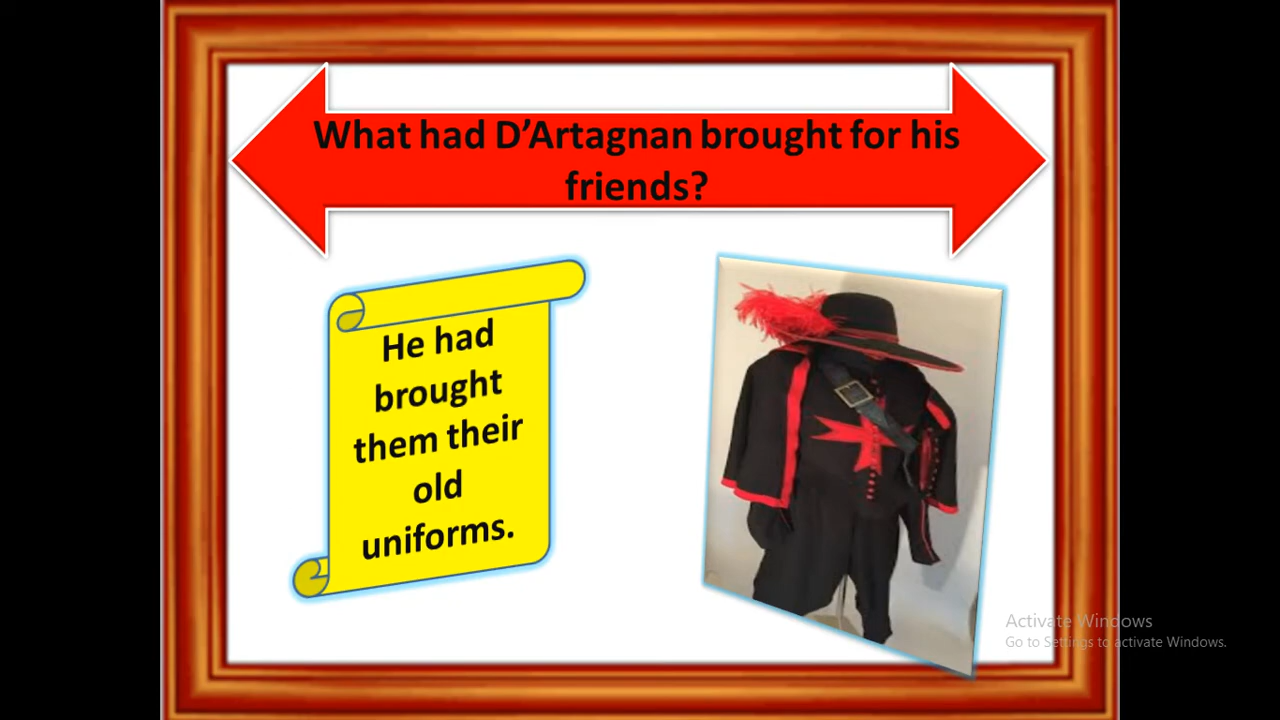 What had D’Artagnan brought for his
friends?
He had
brought
them their
old
uniforms.
Activate Windows
Go to Settings to activate Windows.